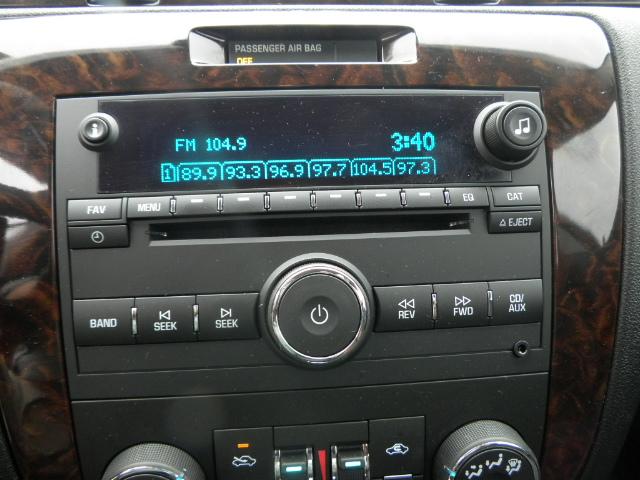 PASSENGER AIR BAG
OFF
FM 104.9 3:40
1 89.9 93.3 96.9 97.7 104.5 97.3
FAV MENU EQ CAT
EJECT
BAND SEEK SEEK REV FWD CD/AUX